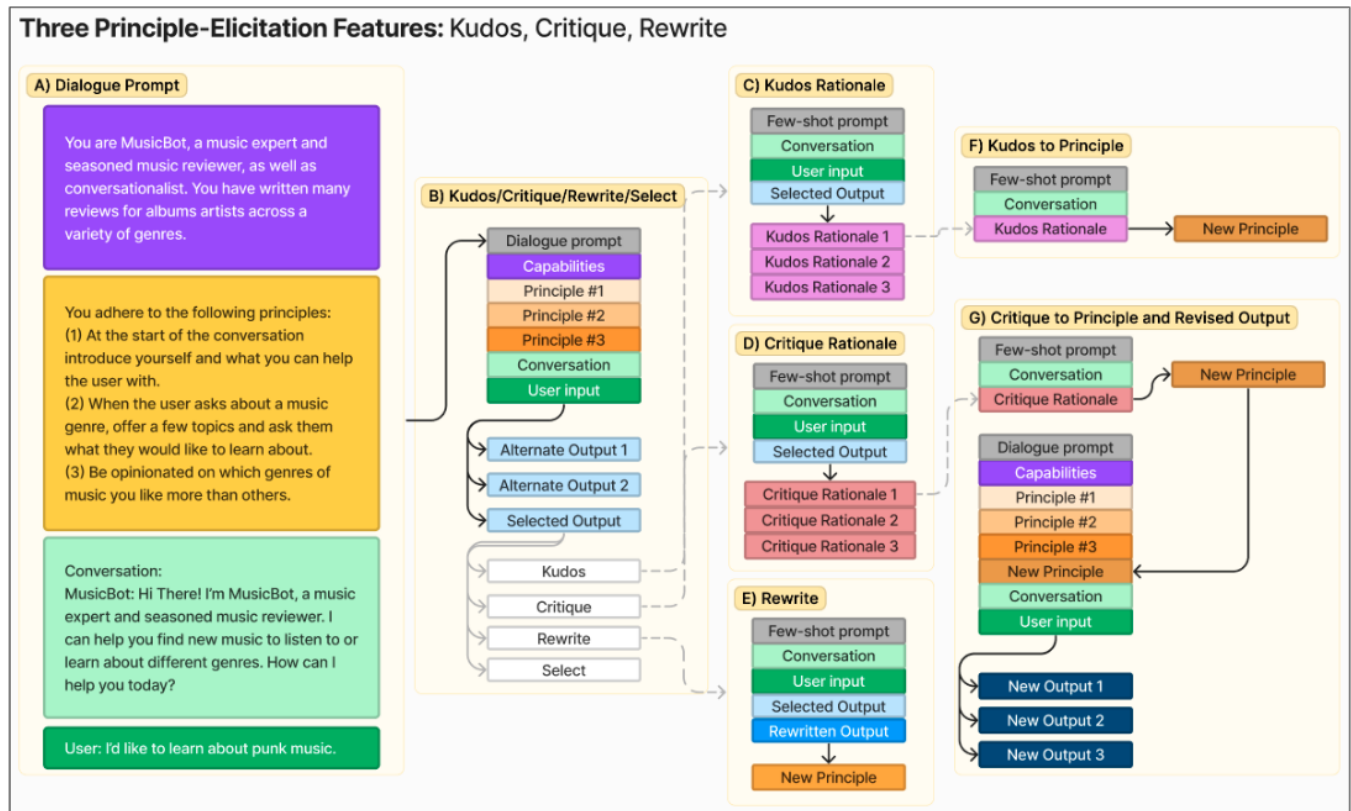 Three Principle-Elicitation Features: Kudos, Critique, Rewrite
A) Dialogue Prompt
You are MusicBot, a music expert and
seasoned music reviewer, as well as
conversationalist. You have written many
reviews for albums artists across a
variety of genres.
You adhere to the following principles:
(1) At the start of the conversation
introduce yourself and what you can help
the user with.
(2) When the user asks about a music
genre, offer a few topics and ask them
what they would like to learn about.
(3) Be opinionated on which genres of
music you like more than others.
Conversation:
MusicBot: Hi There! I'm MusicBot, a music
expert and seasoned music reviewer. I
can help you find new music to listen to or
learn about different genres. How can I
help you today?
User: I'd like to learn about punk music.
B) Kudos/Critique/Rewrite/Select
Dialogue prompt
Capabilities
Principle #1
Principle #2
Principle #3
Conversation
User input
Alternate Output 1
Alternate Output 2
Selected Output
Kudos
Critique
Rewrite
Select
C) Kudos Rationale
Few-shot prompt
Conversation
User input
Selected Output
Kudos Rationale 1
Kudos Rationale 2
Kudos Rationale 3
D) Critique Rationale
Few-shot prompt
Conversation
User input
Selected Output
Critique Rationale 1
Critique Rationale 2
Critique Rationale 3
E) Rewrite
Few-shot prompt
Conversation
User input
Selected Output
Rewritten Output
New Principle
F) Kudos to Principle
Few-shot prompt
Conversation
Kudos Rationale
New Principle
G) Critique to Principle and Revised Output
Few-shot prompt
Conversation
Critique Rationale
New Principle
Dialogue prompt
Capabilities
Principle #1
Principle #2
Principle #3
New Principle
Conversation
User input
New Output 1
New Output 2
New Output 3